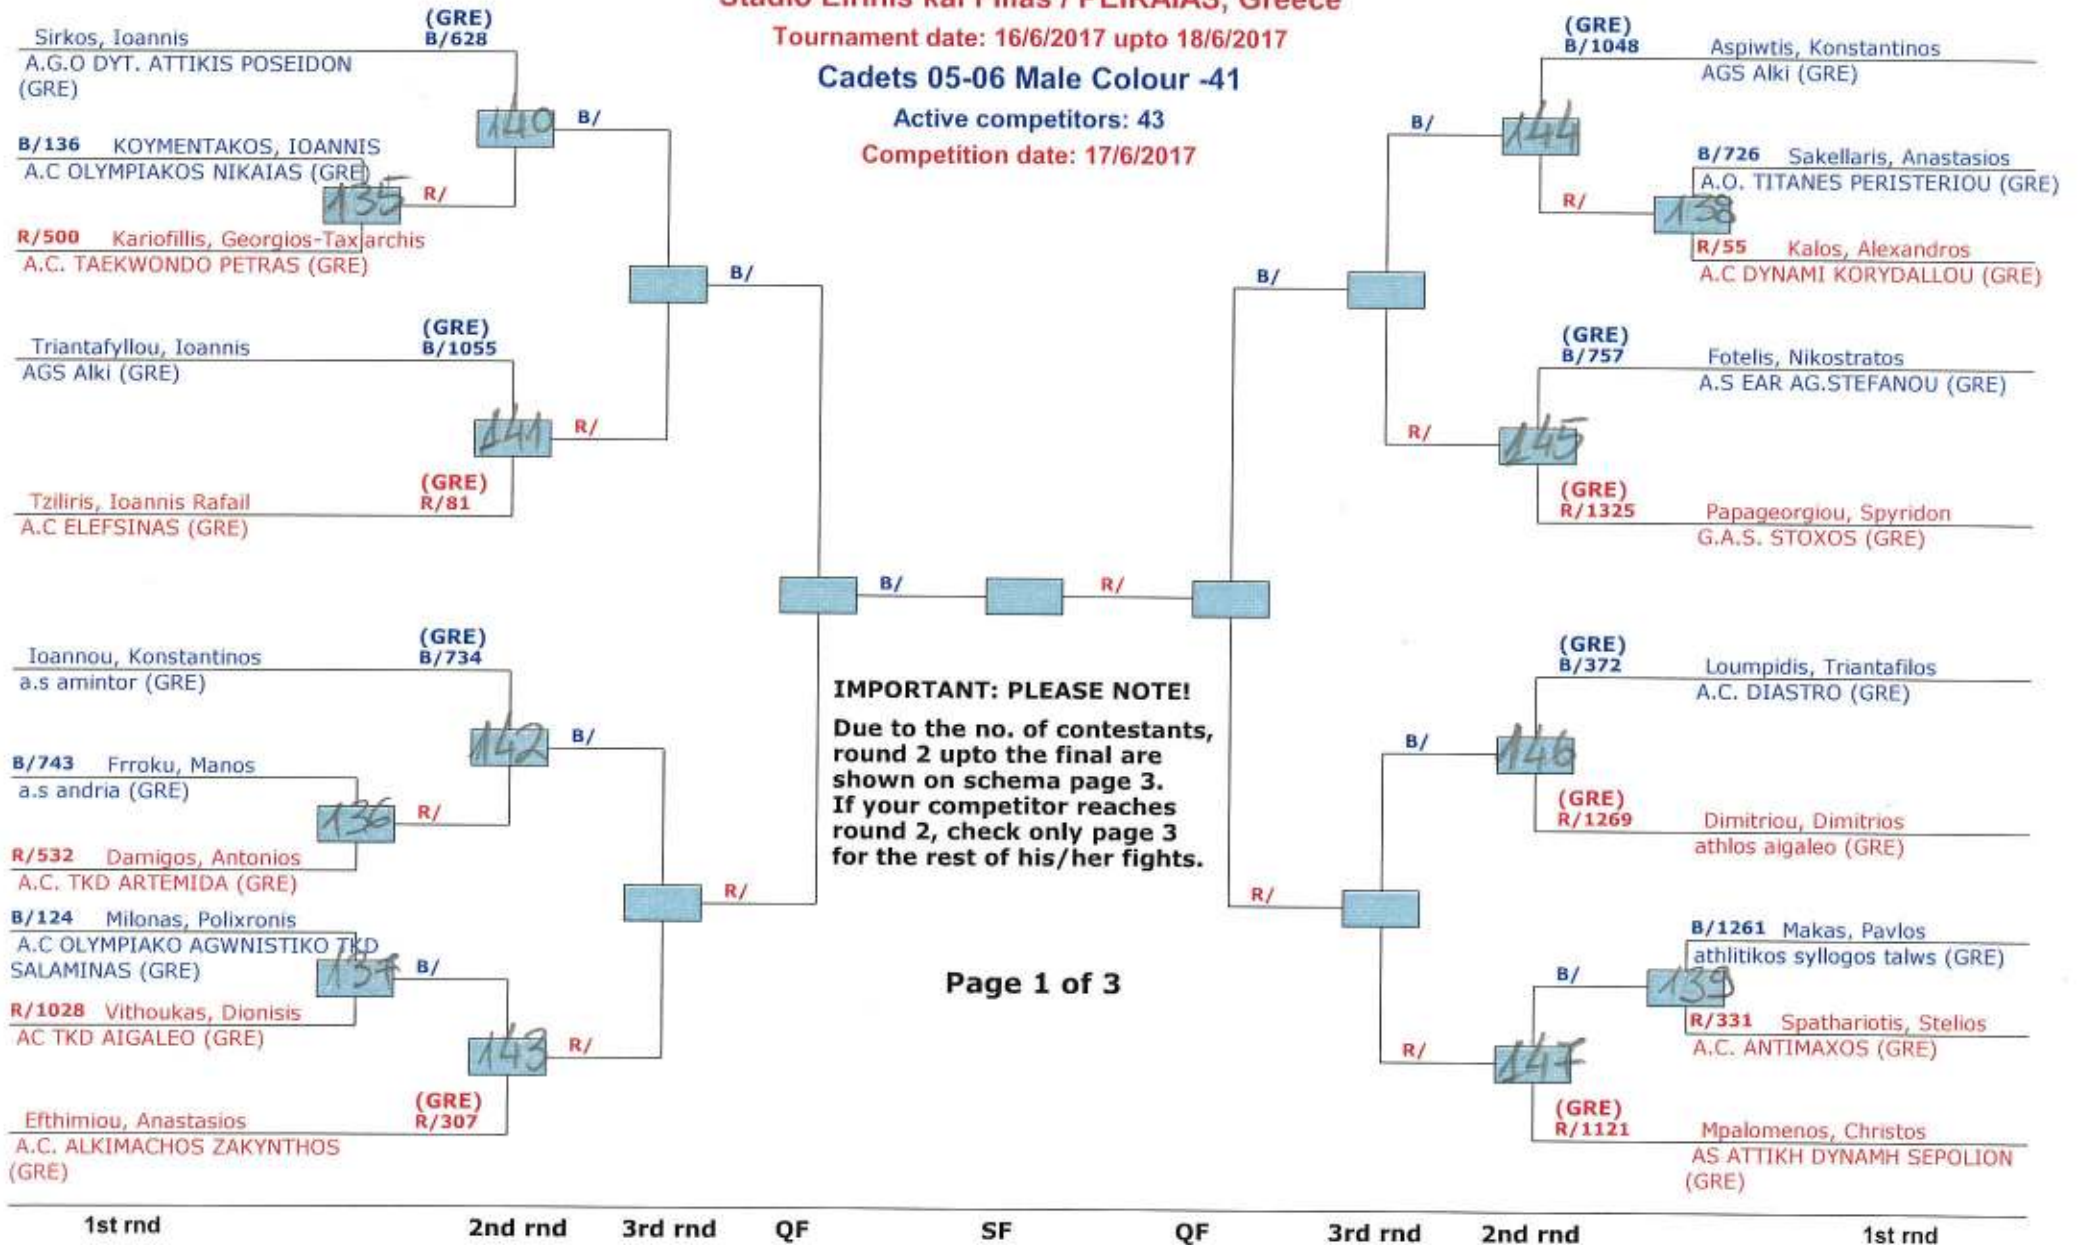 Stadio Eirinis kai Filias / PEIRAIAS, Greece
Tournament date: 16/6/2017 upto 18/6/2017
Cadets 05-06 Male Colour -41
Active competitors: 43
Competition date: 17/6/2017
(GRE)
Sirkos, Ioannis B/628
A.G.O DYT. ATTIKIS POSEIDON
(GRE)
140 B/
B/136 KOYMENTAKOS, IOANNIS
A.C OLYMPIAKOS NIKAIAS (GRE)
135 R/
R/500 Kariofillis, Georgios-Taxiarchis
A.C. TAEKWONDO PETRAS (GRE)
B/
(GRE)
Triantafyllou, Ioannis B/1055
AGS Alki (GRE)
141 R/
(GRE)
Tziliris, Ioannis Rafail R/81
A.C ELEFSINAS (GRE)
B/
(GRE)
Ioannou, Konstantinos B/734
a.s amintor (GRE)
142 B/
B/743 Frroku, Manos
a.s andria (GRE)
136 R/
R/532 Damigos, Antonios
A.C. TKD ARTEMIDA (GRE)
R/
B/124 Milonas, Polixronis
A.C OLYMPIAKO AGWNISTIKO TKD
SALAMINAS (GRE)
137 B/
R/1028 Vithoukas, Dionisis
AC TKD AIGALEO (GRE)
143 R/
(GRE)
Efthimiou, Anastasios R/307
A.C. ALKIMACHOS ZAKYNTHOS
(GRE)
IMPORTANT: PLEASE NOTE!
Due to the no. of contestants,
round 2 upto the final are
shown on schema page 3.
If your competitor reaches
round 2, check only page 3
for the rest of his/her fights.
Page 1 of 3
(GRE)
B/1048 Aspiwtis, Konstantinos
AGS Alki (GRE)
B/ 144
B/726 Sakellaris, Anastasios
A.O. TITANES PERISTERIOU (GRE)
R/ 138
R/55 Kalos, Alexandros
A.C DYNAMI KORYDALLOU (GRE)
B/
(GRE)
B/757 Fotelis, Nikostratos
A.S EAR AG.STEFANOU (GRE)
R/ 145
(GRE)
R/1325 Papageorgiou, Spyridon
G.A.S. STOXOS (GRE)
R/
(GRE)
B/372 Loumpidis, Triantafilos
A.C. DIASTRO (GRE)
B/ 146
(GRE)
R/1269 Dimitriou, Dimitrios
athlos aigaleo (GRE)
R/
B/1261 Makas, Pavlos
athlitikos syllogos talws (GRE)
B/ 139
R/331 Spathariotis, Stelios
A.C. ANTIMAXOS (GRE)
R/ 147
(GRE)
R/1121 Mpalomenos, Christos
AS ATTIKH DYNAMH SEPOLION
(GRE)
1st rnd 2nd rnd 3rd rnd QF SF QF 3rd rnd 2nd rnd 1st rnd